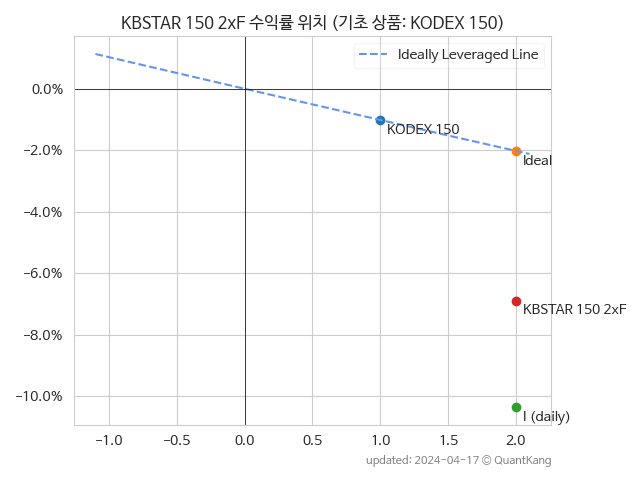 KBSTAR 150 2xF 수익률 위치 (기초 상품: KODEX 150)
Ideally Leveraged Line
0.0%
KODEX 150
−2.0%
Ideal
−4.0%
−6.0%
KBSTAR 150 2xF
−8.0%
−10.0%
I (daily)
−1.0 −0.5 0.0 0.5 1.0 1.5 2.0
updated: 2024-04-17 © QuantKang